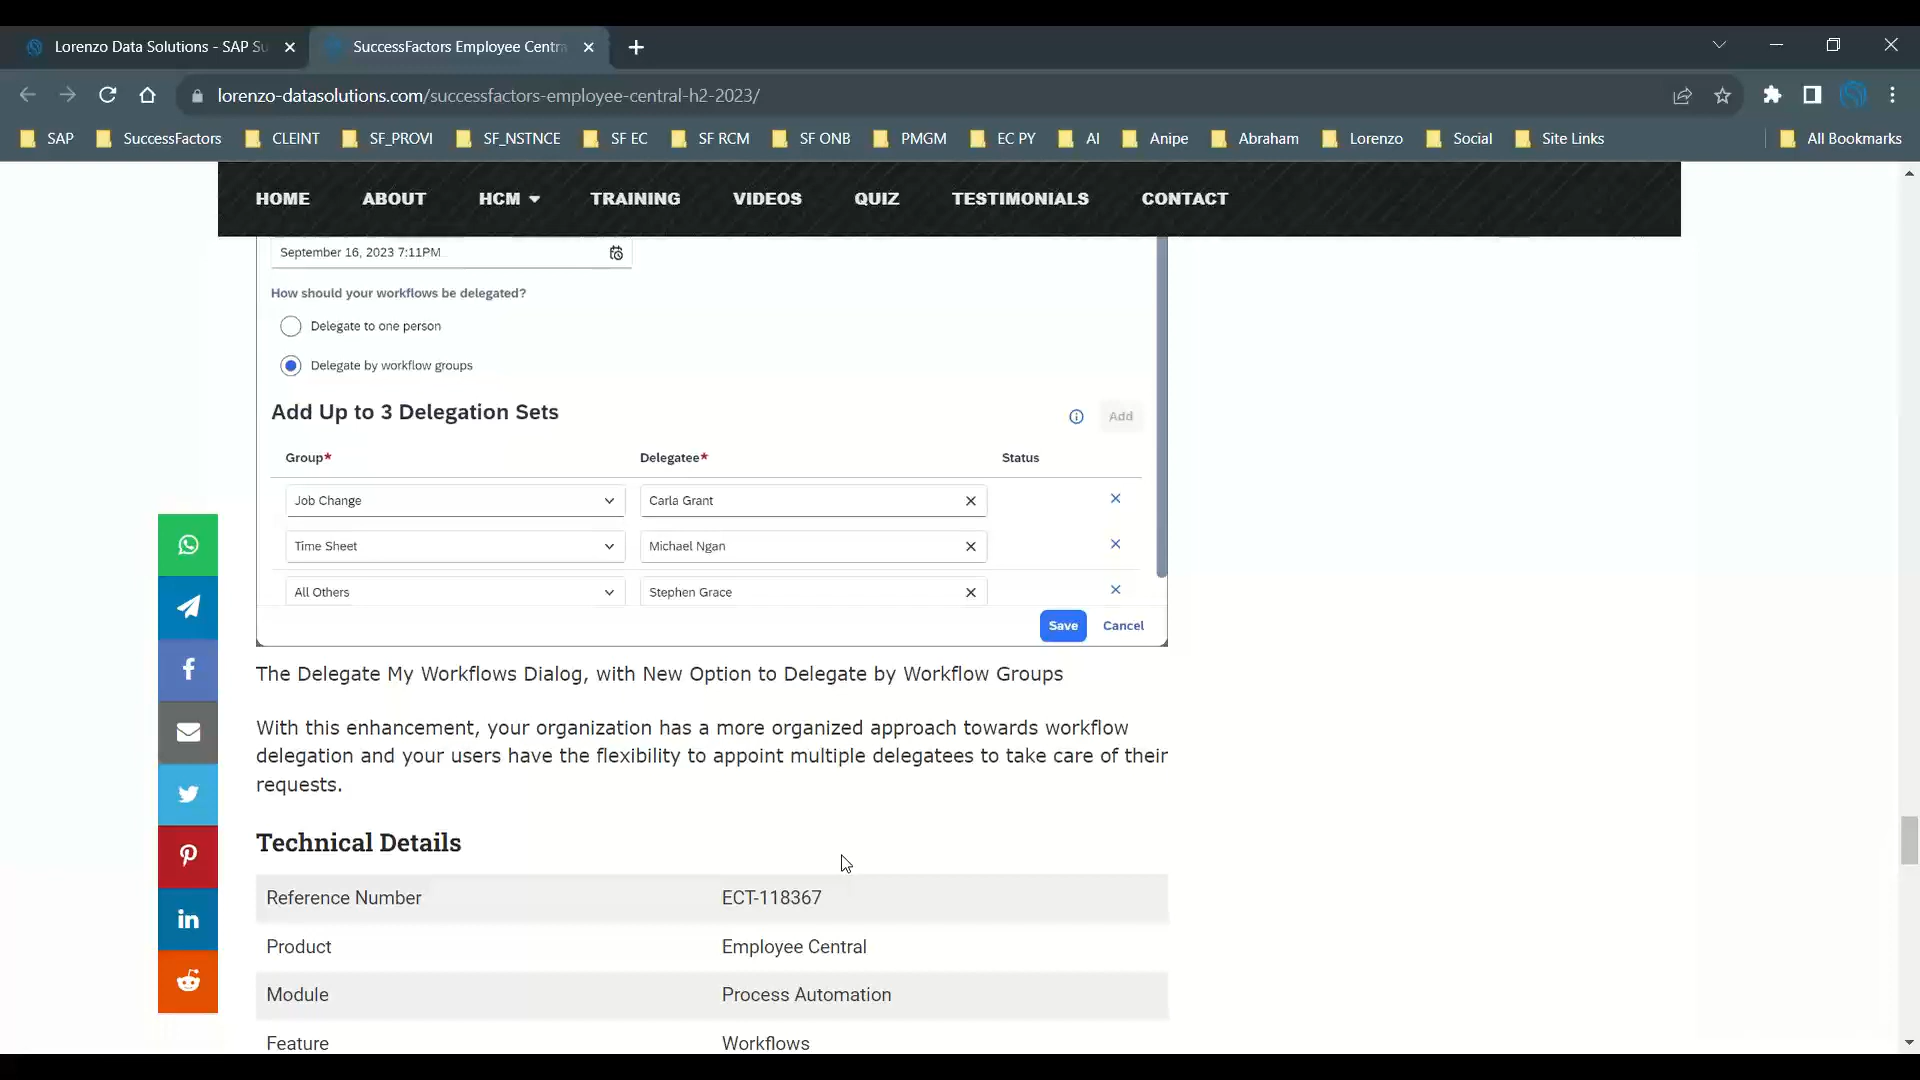 Lorenzo Data Solutions - SAP Su
SuccessFactors Employee Centra
lorenzo-datasolutions.com/successfactors-employee-central-h2-2023/
SAP
SuccessFactors
CLEINT
SF_PROVI
SF_NSTNCE
SF EC
SF RCM
SF ONB
PMGM
EC PY
AI
Anipe
Abraham
Lorenzo
Social
Site Links
All Bookmarks
HOME
ABOUT
HCM
TRAINING
VIDEOS
QUIZ
TESTIMONIALS
CONTACT
September 16, 2023 7:11PM
How should your workflows be delegated?
Delegate to one person
Delegate by workflow groups
Add Up to 3 Delegation Sets
Add
Group*
Delegatee*
Status
Job Change
Carla Grant
Time Sheet
Michael Ngan
All Others
Stephen Grace
Save
Cancel
The Delegate My Workflows Dialog, with New Option to Delegate by Workflow Groups
With this enhancement, your organization has a more organized approach towards workflow
delegation and your users have the flexibility to appoint multiple delegatees to take care of their
requests.
Technical Details
Reference Number
ECT-118367
Product
Employee Central
Module
Process Automation
Feature
Workflows